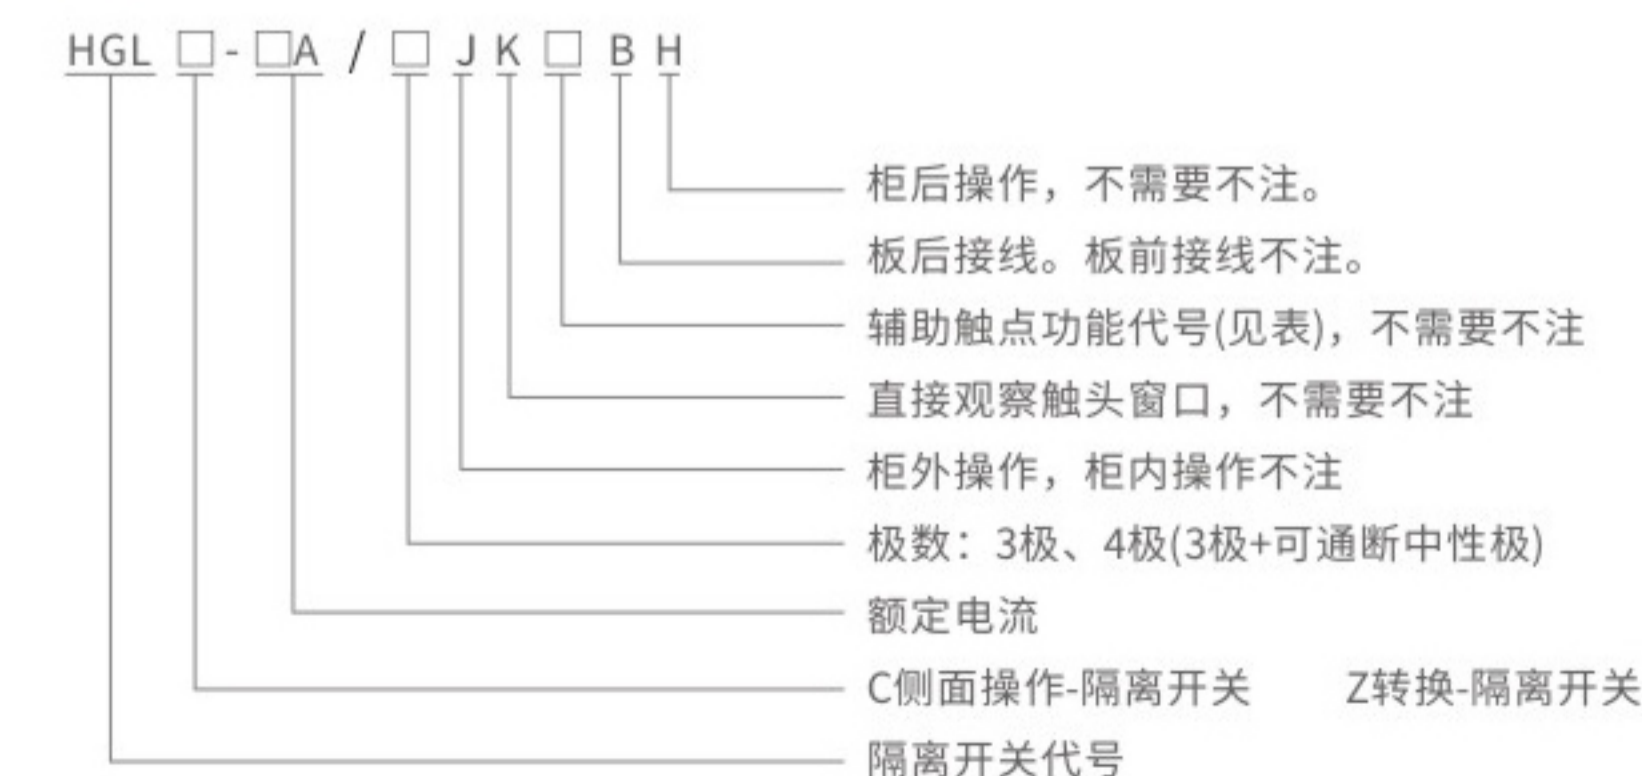 HGL □-□A / □ J K □ B H
柜后操作，不需要不注。
板后接线。板前接线不注。
辅助触点功能代号(见表)，不需要不注
直接观察触头窗口，不需要不注
柜外操作，柜内操作不注
极数：3极、4极(3极+可通断中性极)
额定电流
C侧面操作-隔离开关 Z转换-隔离开关
隔离开关代号